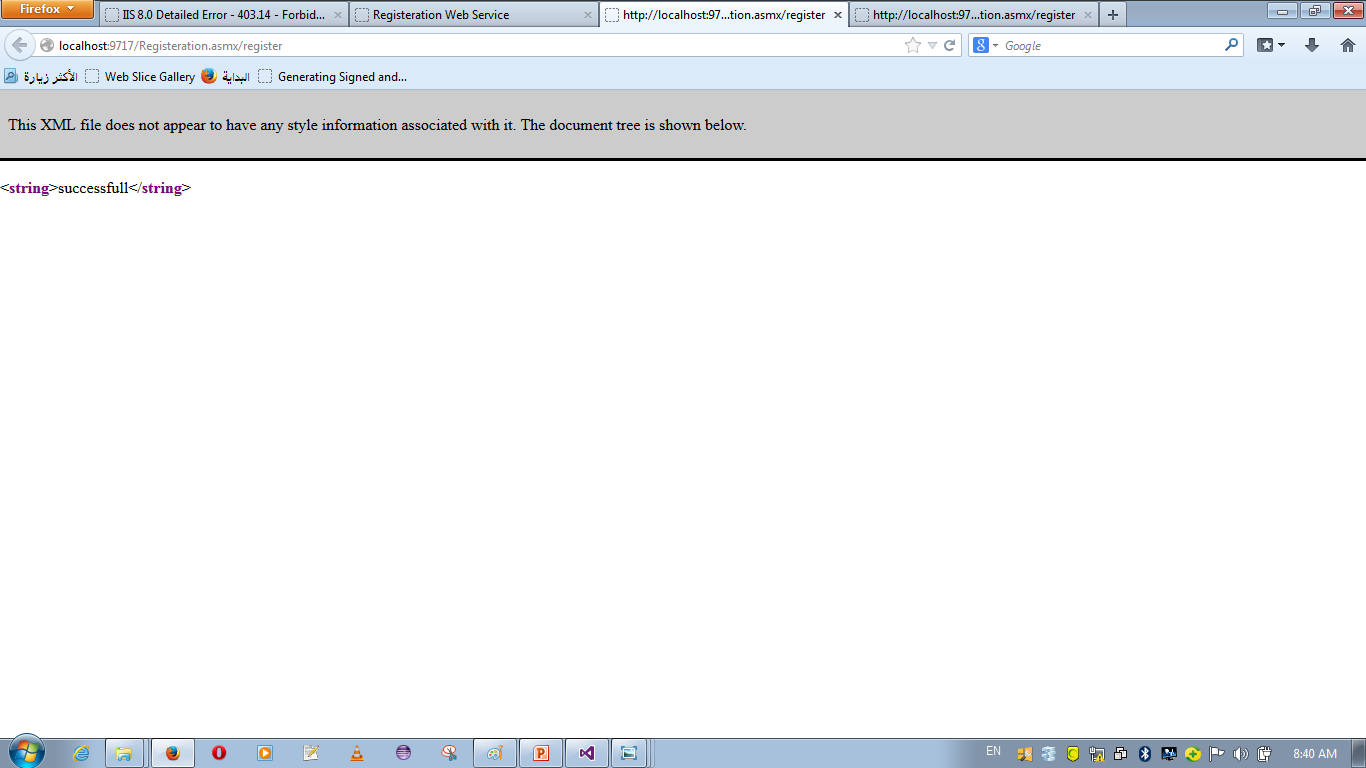 Firefox
IIS 8.0 Detailed Error - 403.14 - Forbid...
Registeration Web Service
http://localhost:97...tion.asmx/register
http://localhost:97...tion.asmx/register
localhost:9717/Registeration.asmx/register
Google
الأكثر زيارة
Web Slice Gallery
البداية
Generating Signed and...
This XML file does not appear to have any style information associated with it. The document tree is shown below.
<string>successfull</string>
EN
8:40 AM